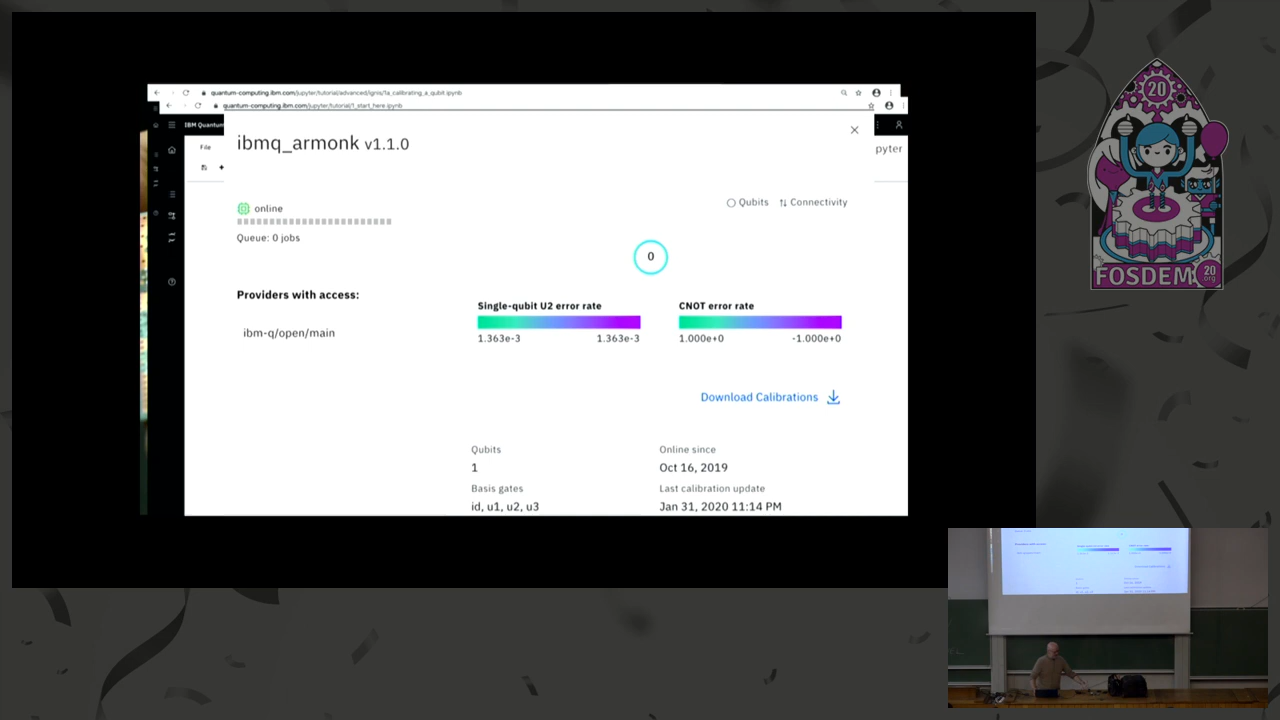 quantum-computing.ibm.com/jupyter/tutorial/advanced/ignis/1a_calibrating_a_qubit.ipynb
quantum-computing.ibm.com/jupyter/tutorial/1_start_here.ipynb
IBM Quantum
File
pyter
ibmq_armonk v1.1.0
online
Qubits
Connectivity
Queue: 0 jobs
0
Providers with access:
ibm-q/open/main
Single-qubit U2 error rate
1.363e-3 1.363e-3
CNOT error rate
1.000e+0 -1.000e+0
Download Calibrations
Qubits
1
Online since
Oct 16, 2019
Basis gates
id, u1, u2, u3
Last calibration update
Jan 31, 2020 11:14 PM
20
FOSDEM
20
.org